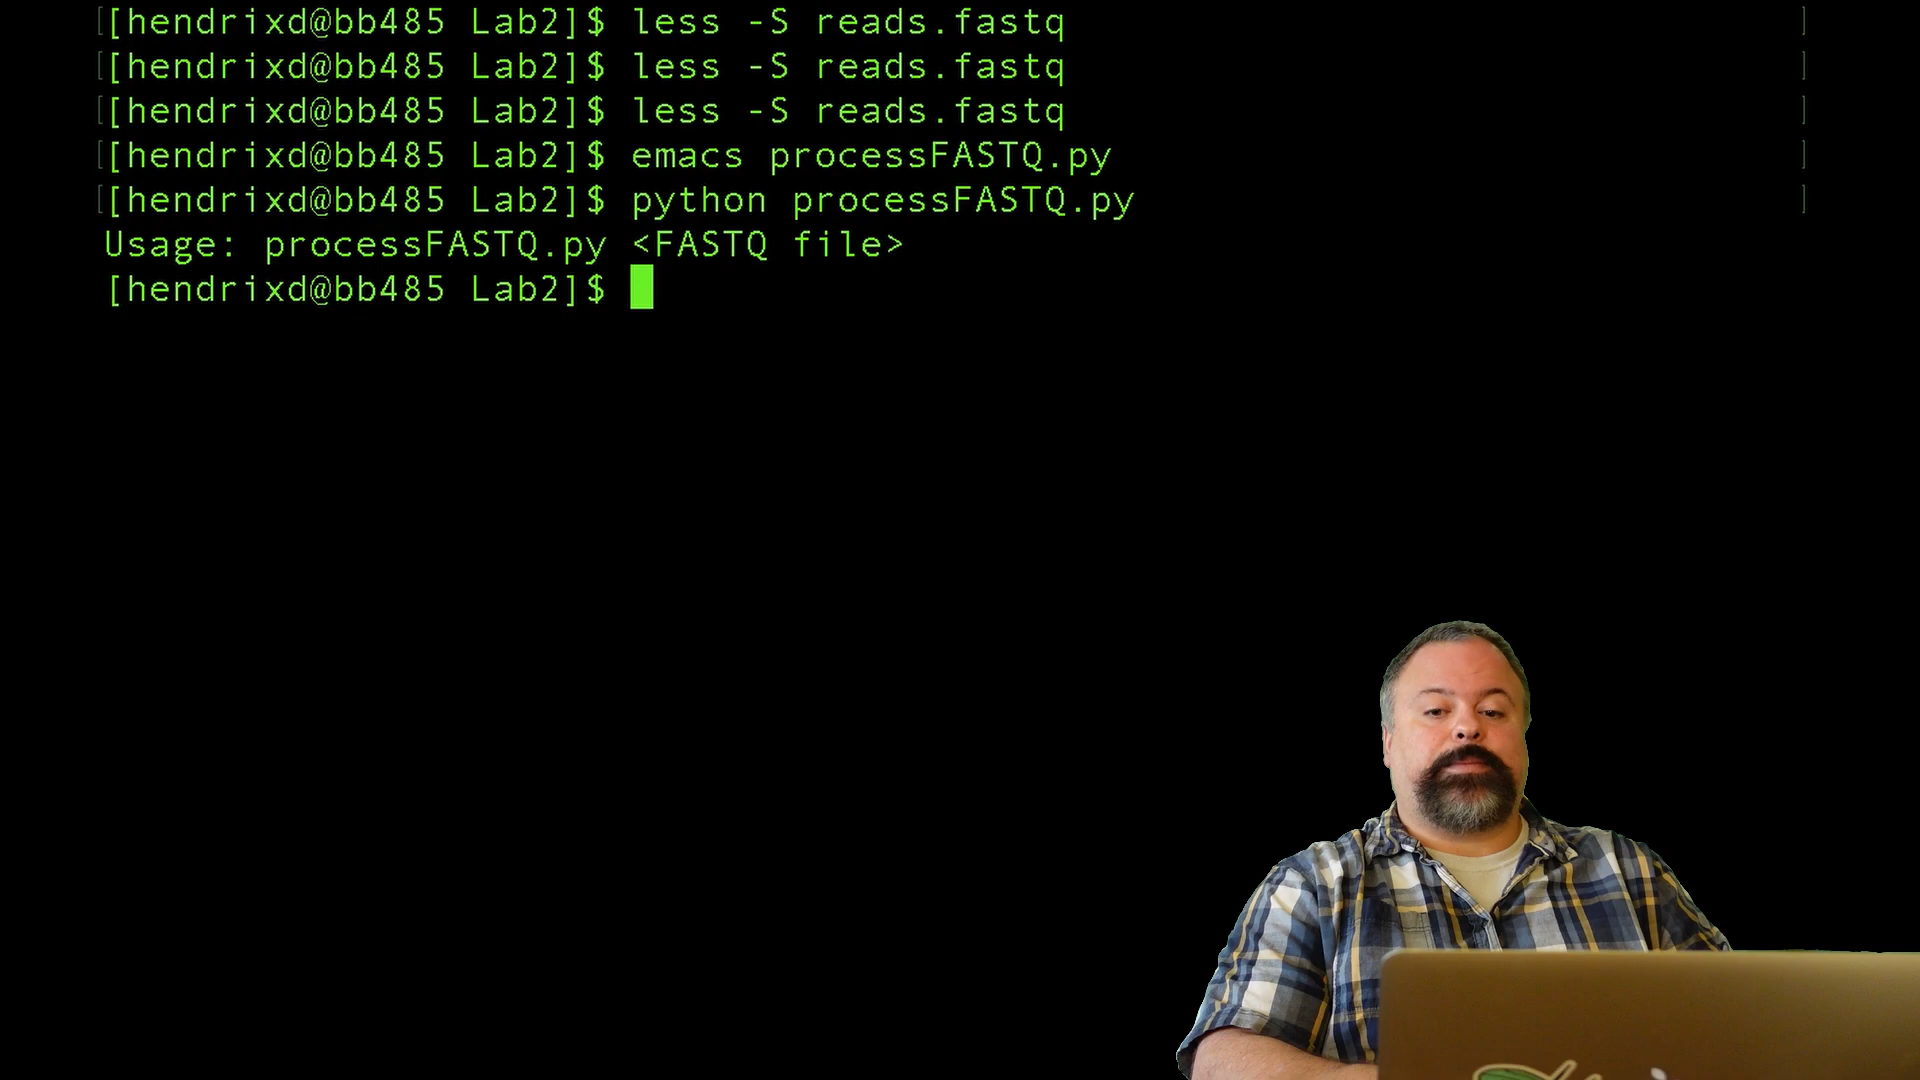 [[hendrixd@bb485 Lab2]$ less -S reads.fastq ]
[[hendrixd@bb485 Lab2]$ less -S reads.fastq ]
[[hendrixd@bb485 Lab2]$ less -S reads.fastq ]
[[hendrixd@bb485 Lab2]$ emacs processFASTQ.py ]
[[hendrixd@bb485 Lab2]$ python processFASTQ.py ]
Usage: processFASTQ.py <FASTQ file>
[hendrixd@bb485 Lab2]$